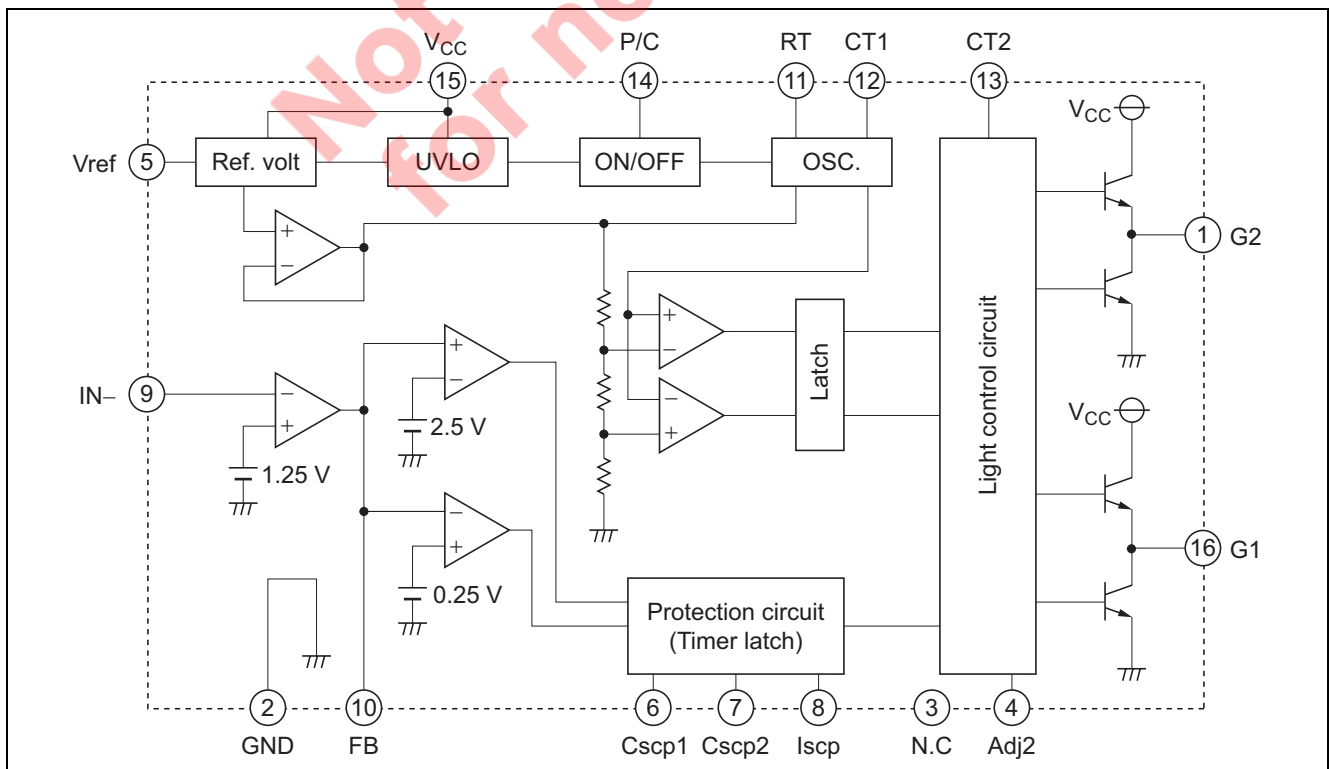 Not
for n
VCC P/C RT CT1 CT2
15 14 11 12 13
VCC
Vref 5 Ref. volt UVLO ON/OFF OSC.
+
−
1 G2
+
−
−
+
Latch
Light control circuit
IN− 9
−
+
1.25 V
+
−
2.5 V
VCC
−
+
0.25 V
16 G1
Protection circuit
(Timer latch)
2 10 6 7 8 3 4
GND FB Cscp1 Cscp2 Iscp N.C Adj2